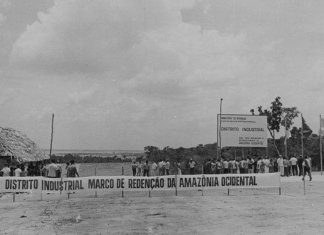 DISTRITO INDUSTRIAL
DISTRITO INDUSTRIAL MARCO DE REDENÇÃO DA AMAZÔNIA OCIDENTAL